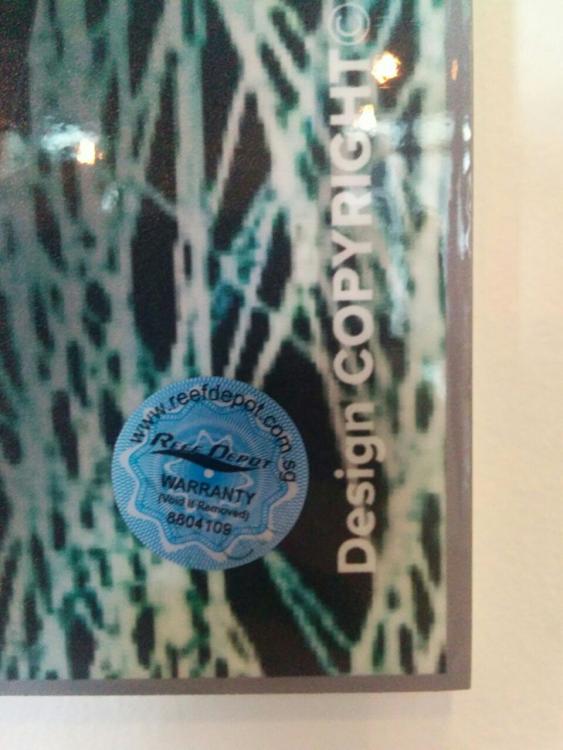 Design COPYRIGHT©
www.reefdepot.com.sg
REEF DEPOT
WARRANTY
(Void if Removed)
8804109